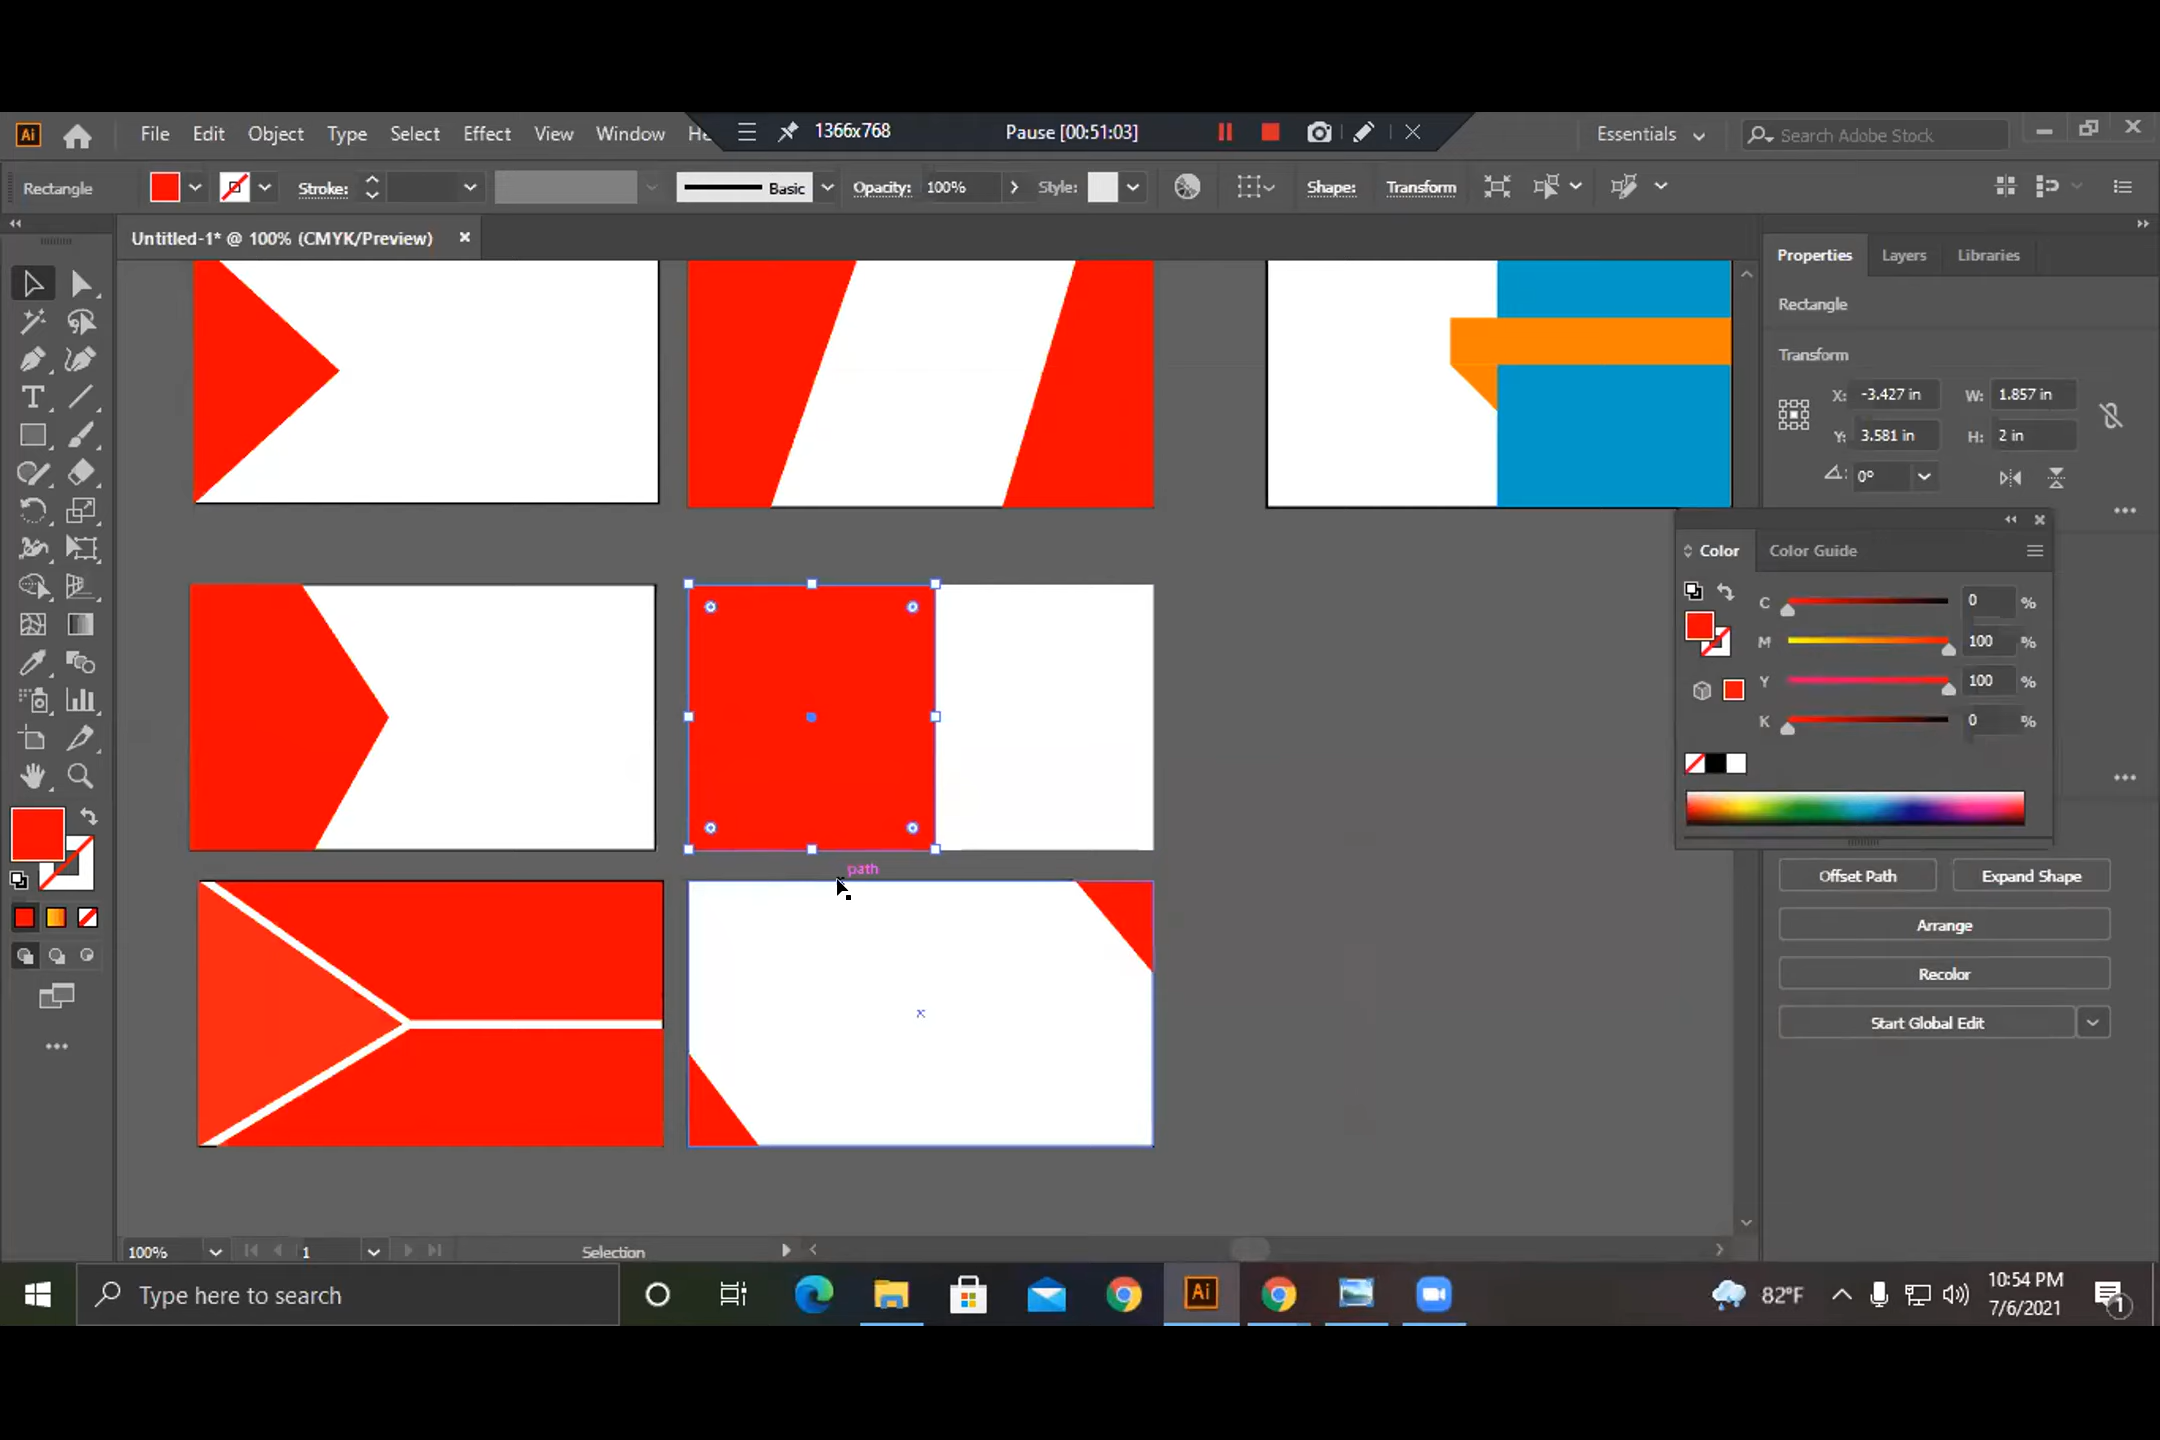 Ai File Edit Object Type Select Effect View Window He 1366x768 Pause [00:51:03] Essentials Search Adobe Stock
Rectangle Stroke: Basic Opacity: 100% Style: Shape: Transform
Untitled-1* @ 100% (CMYK/Preview)
Properties Layers Libraries
Rectangle
Transform
X: -3.427 in W: 1.857 in
Y: 3.581 in H: 2 in
0°
Color Color Guide
C 0 %
M 100 %
Y 100 %
K 0 %
path
Offset Path Expand Shape
Arrange
Recolor
Start Global Edit
100% 1 Selection
Type here to search Ai 82°F 10:54 PM
7/6/2021 1